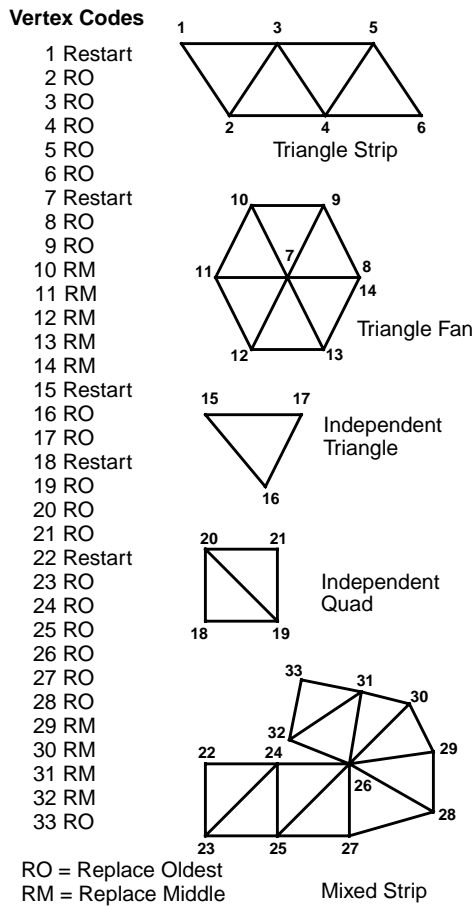 Vertex Codes
1 Restart
2 RO
3 RO
4 RO
5 RO
6 RO
7 Restart
8 RO
9 RO
10 RM
11 RM
12 RM
13 RM
14 RM
15 Restart
16 RO
17 RO
18 Restart
19 RO
20 RO
21 RO
22 Restart
23 RO
24 RO
25 RO
26 RO
27 RO
28 RO
29 RM
30 RM
31 RM
32 RM
33 RO
RO = Replace Oldest
RM = Replace Middle
1 3 5
2 4 6
Triangle Strip
10 9
7
11 8
14
12 13
Triangle Fan
15 17
16
Independent
Triangle
20 21
18 19
Independent
Quad
33 31
30
32
29
22 24
26
28
23 25 27
Mixed Strip